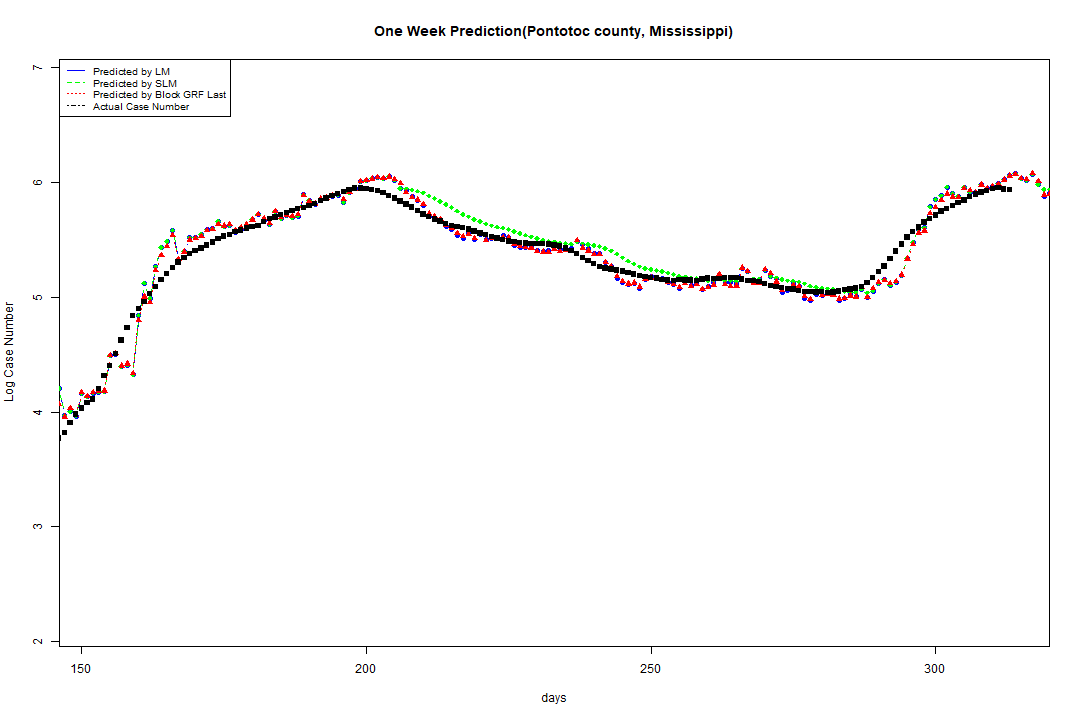 One Week Prediction(Pontotoc county, Mississippi)
7
Predicted by LM
Predicted by SLM
Predicted by Block GRF Last
Actual Case Number
6
5
4
3
2
Log Case Number
150
200
250
300
days